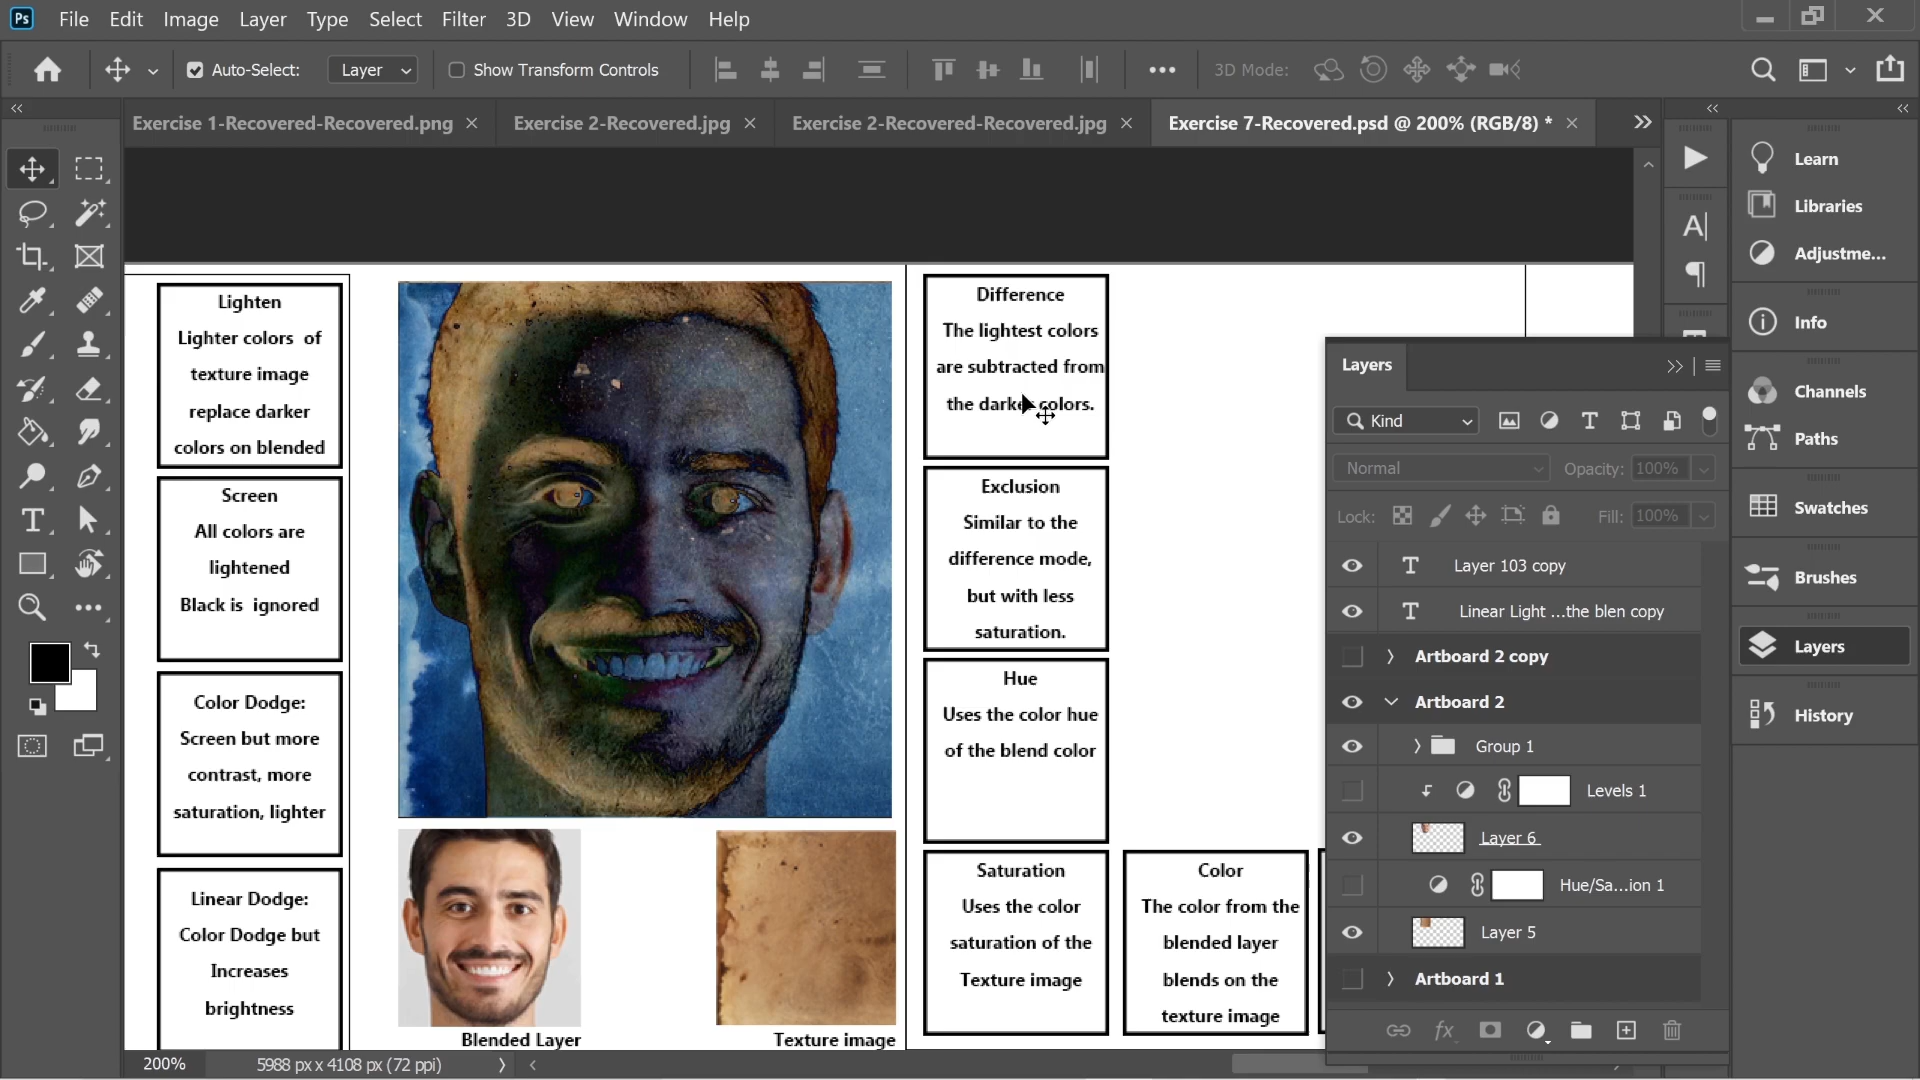 Ps File Edit Image Layer Type Select Filter 3D View Window Help
Auto-Select: Layer Show Transform Controls 3D Mode:
Exercise 1-Recovered-Recovered.png Exercise 2-Recovered.jpg Exercise 2-Recovered-Recovered.jpg Exercise 7-Recovered.psd @ 200% (RGB/8) *
Lighten
Lighter colors of
texture image
replace darker
colors on blended
Screen
All colors are
lightened
Black is ignored
Color Dodge:
Screen but more
contrast, more
saturation, lighter
Linear Dodge:
Color Dodge but
Increases
brightness
Blended Layer
Texture image
Difference
The lightest colors
are subtracted from
the darker colors.
Exclusion
Similar to the
difference mode,
but with less
saturation.
Hue
Uses the color hue
of the blend color
Saturation
Uses the color
saturation of the
Texture image
Color
The color from the
blended layer
blends on the
texture image
Layers
Kind
Normal Opacity: 100%
Lock: Fill: 100%
Layer 103 copy
Linear Light ...the blen copy
Artboard 2 copy
Artboard 2
Group 1
Levels 1
Layer 6
Hue/Sa...ion 1
Layer 5
Artboard 1
fx
Learn
Libraries
Adjustme...
Info
Channels
Paths
Swatches
Brushes
Layers
History
200% 5988 px x 4108 px (72 ppi)